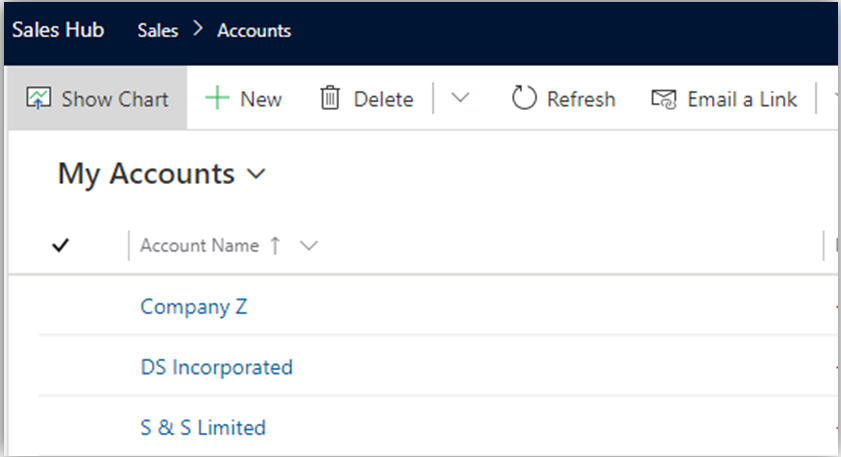 Sales Hub Sales > Accounts
Show Chart New Delete Refresh Email a Link
My Accounts
Account Name
Company Z
DS Incorporated
S & S Limited